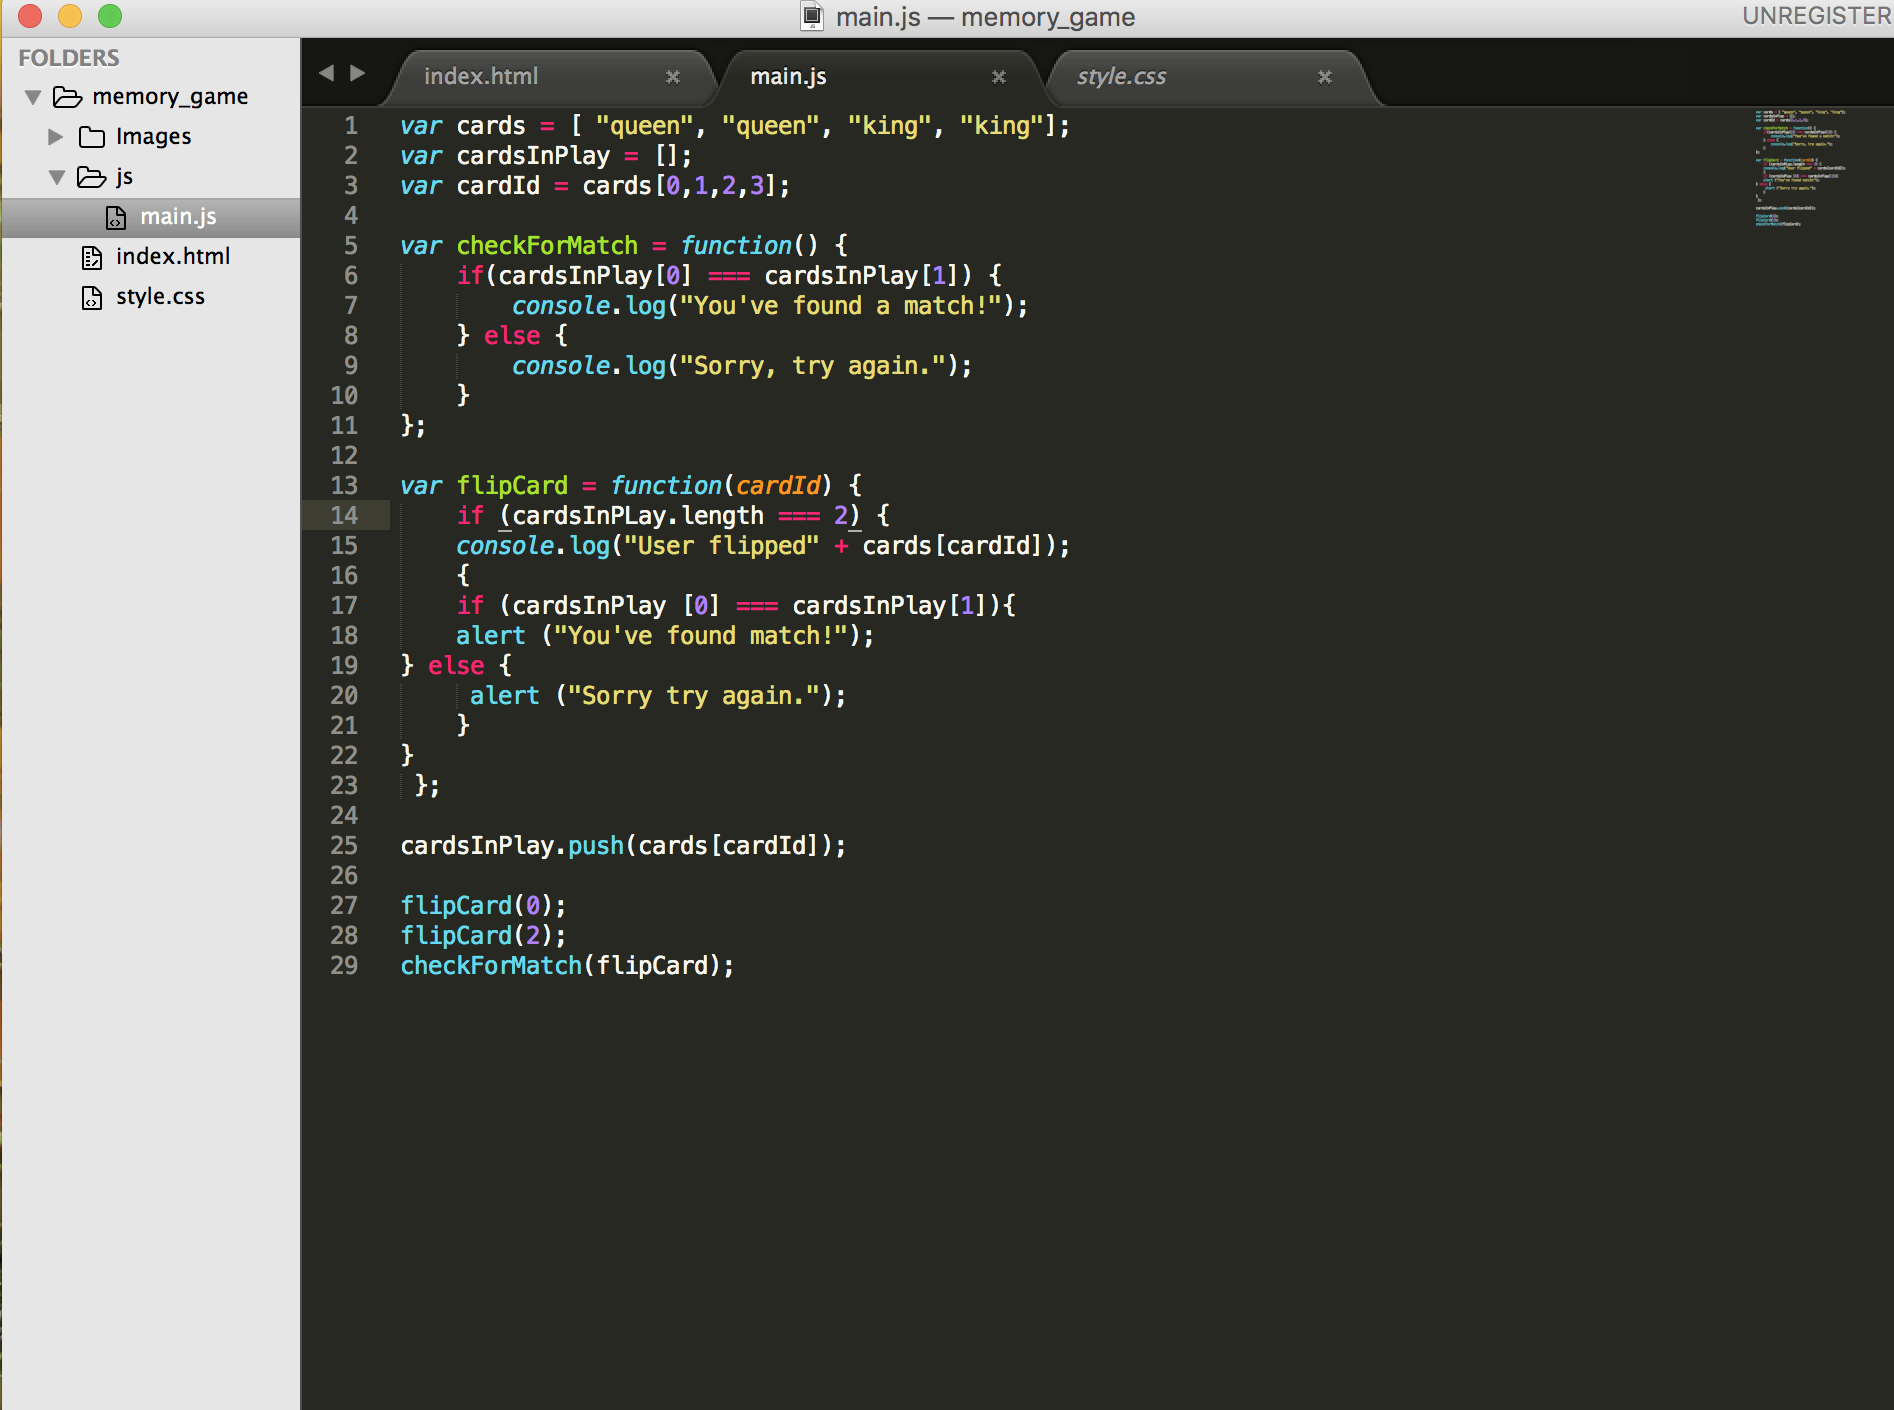 main.js — memory_game
UNREGISTER
FOLDERS
memory_game
Images
js
main.js
index.html
style.css
index.html
main.js
style.css
1 var cards = [ "queen", "queen", "king", "king"];
2 var cardsInPlay = [];
3 var cardId = cards[0,1,2,3];
4
5 var checkForMatch = function() {
6 if(cardsInPlay[0] === cardsInPlay[1]) {
7 console.log("You've found a match!");
8 } else {
9 console.log("Sorry, try again.");
10 }
11 };
12
13 var flipCard = function(cardId) {
14 if (cardsInPLay.length === 2) {
15 console.log("User flipped" + cards[cardId]);
16 {
17 if (cardsInPlay [0] === cardsInPlay[1]){
18 alert ("You've found match!");
19 } else {
20 alert ("Sorry try again.");
21 }
22 }
23 };
24
25 cardsInPlay.push(cards[cardId]);
26
27 flipCard(0);
28 flipCard(2);
29 checkForMatch(flipCard);